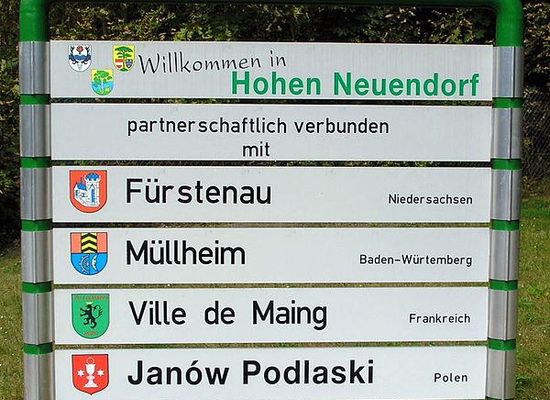 Willkommen in
Hohen Neuendorf
partnerschaftlich verbunden
mit
Fürstenau Niedersachsen
Müllheim Baden-Würtemberg
Ville de Maing Frankreich
Janów Podlaski Polen